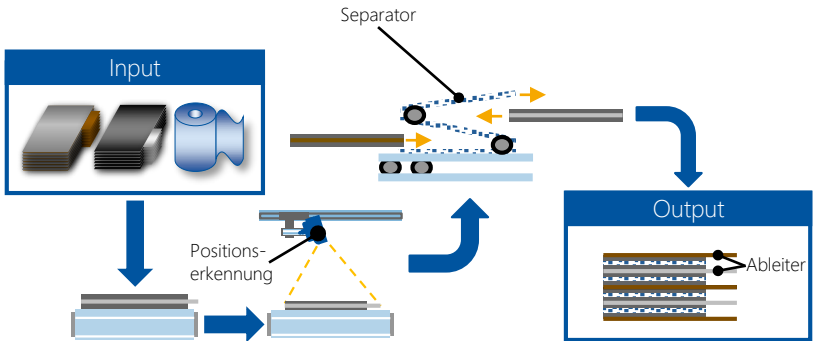 Separator
Input
Positions-
erkennung
Output
Ableiter